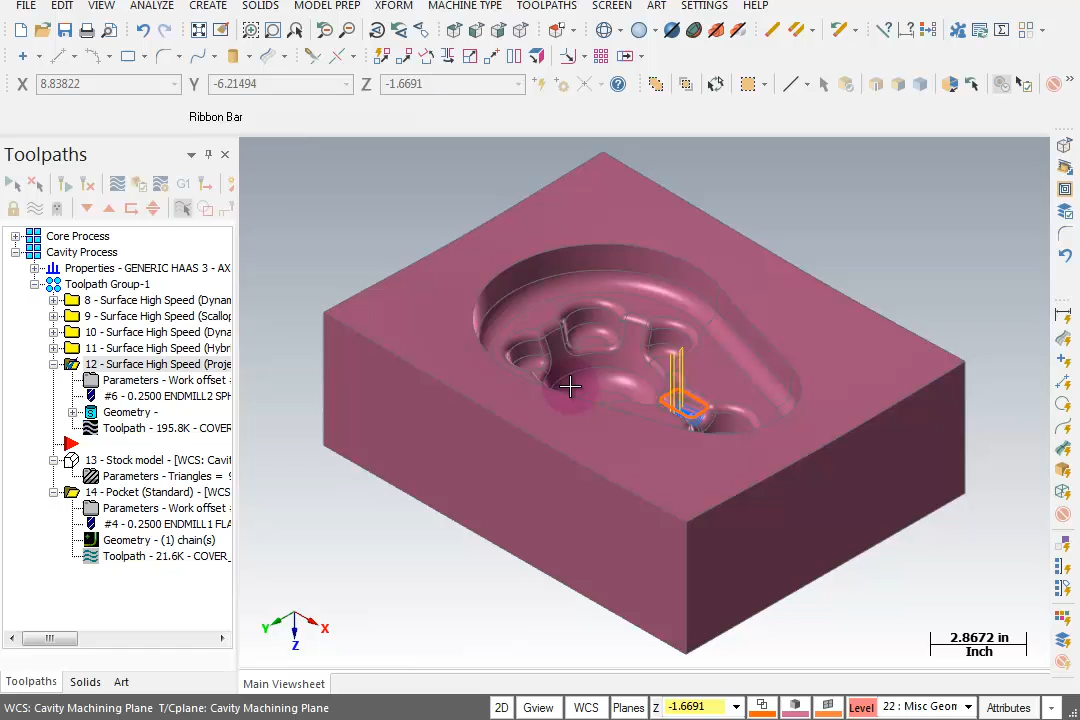 FILE EDIT VIEW ANALYZE CREATE SOLIDS MODEL PREP XFORM MACHINE TYPE TOOLPATHS SCREEN ART SETTINGS HELP
X 8.83822 Y -6.21494 Z -1.6691
Ribbon Bar
Toolpaths
G1
Core Process
Cavity Process
Properties - GENERIC HAAS 3 - AX
Toolpath Group-1
8 - Surface High Speed (Dynan
9 - Surface High Speed (Scallop
10 - Surface High Speed (Dyna
11 - Surface High Speed (Hybr
12 - Surface High Speed (Proje
Parameters - Work offset
#6 - 0.2500 ENDMILL2 SPH
Geometry -
Toolpath - 195.8K - COVER
13 - Stock model - [WCS: Cavit
Parameters - Triangles =
14 - Pocket (Standard) - [WCS
Parameters - Work offset
#4 - 0.2500 ENDMILL1 FLA
Geometry - (1) chain(s)
Toolpath - 21.6K - COVER_
Y X
Z
2.8672 in
Inch
Toolpaths Solids Art
Main Viewsheet
WCS: Cavity Machining Plane T/Cplane: Cavity Machining Plane 2D Gview WCS Planes Z -1.6691 Level 22 : Misc Geon Attributes